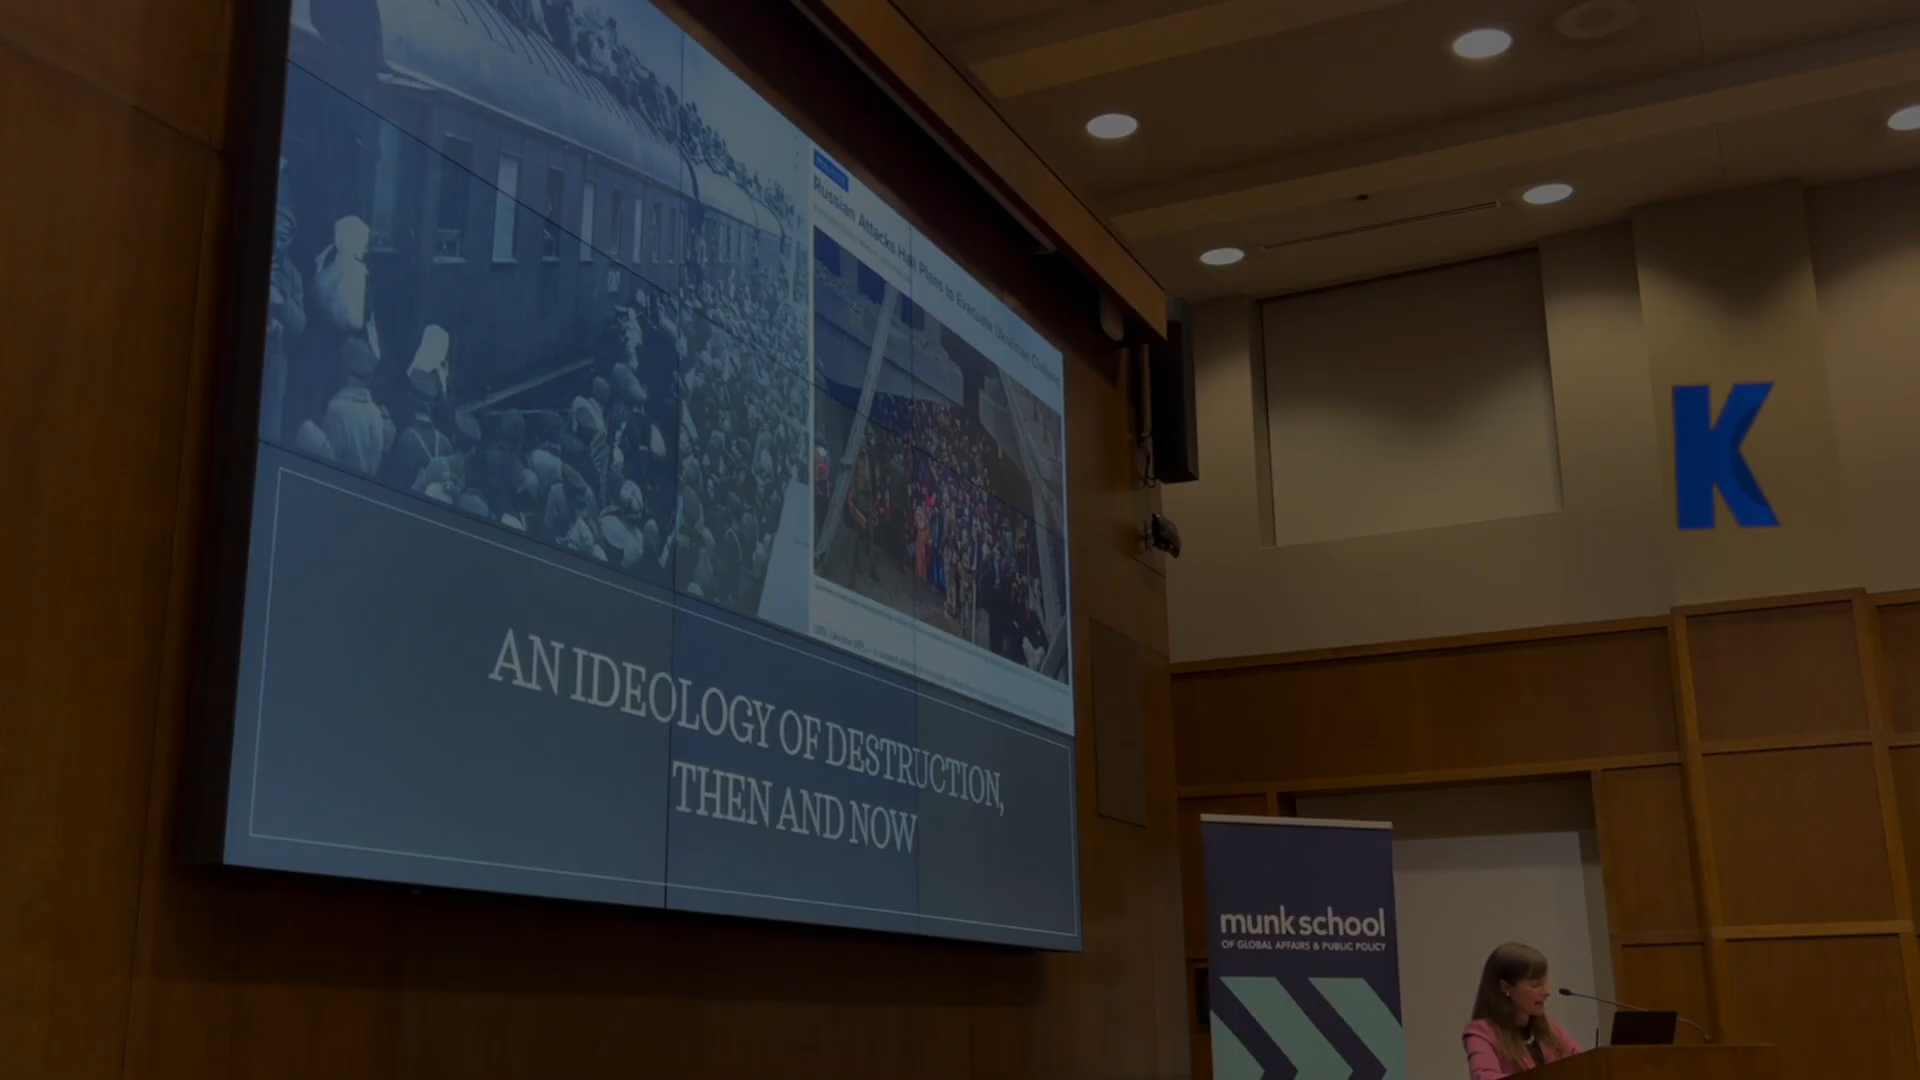 Russian Attacks Halt Plans to Evacuate Ukrainian Civilians
AN IDEOLOGY OF DESTRUCTION,
THEN AND NOW
K
munk school
OF GLOBAL AFFAIRS & PUBLIC POLICY